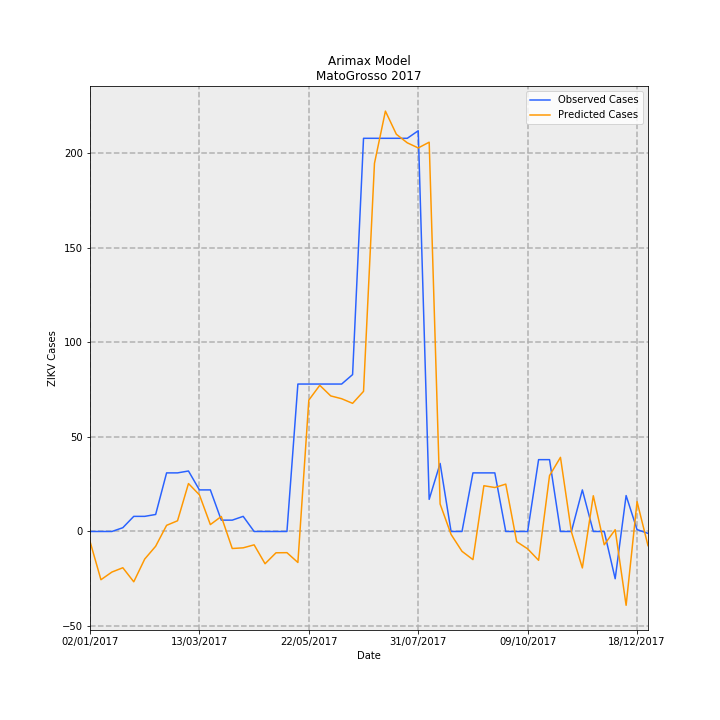 Arimax Model
MatoGrosso 2017
Observed Cases
Predicted Cases
ZIKV Cases
200
150
100
50
0
−50
02/01/2017 13/03/2017 22/05/2017 31/07/2017 09/10/2017 18/12/2017
Date